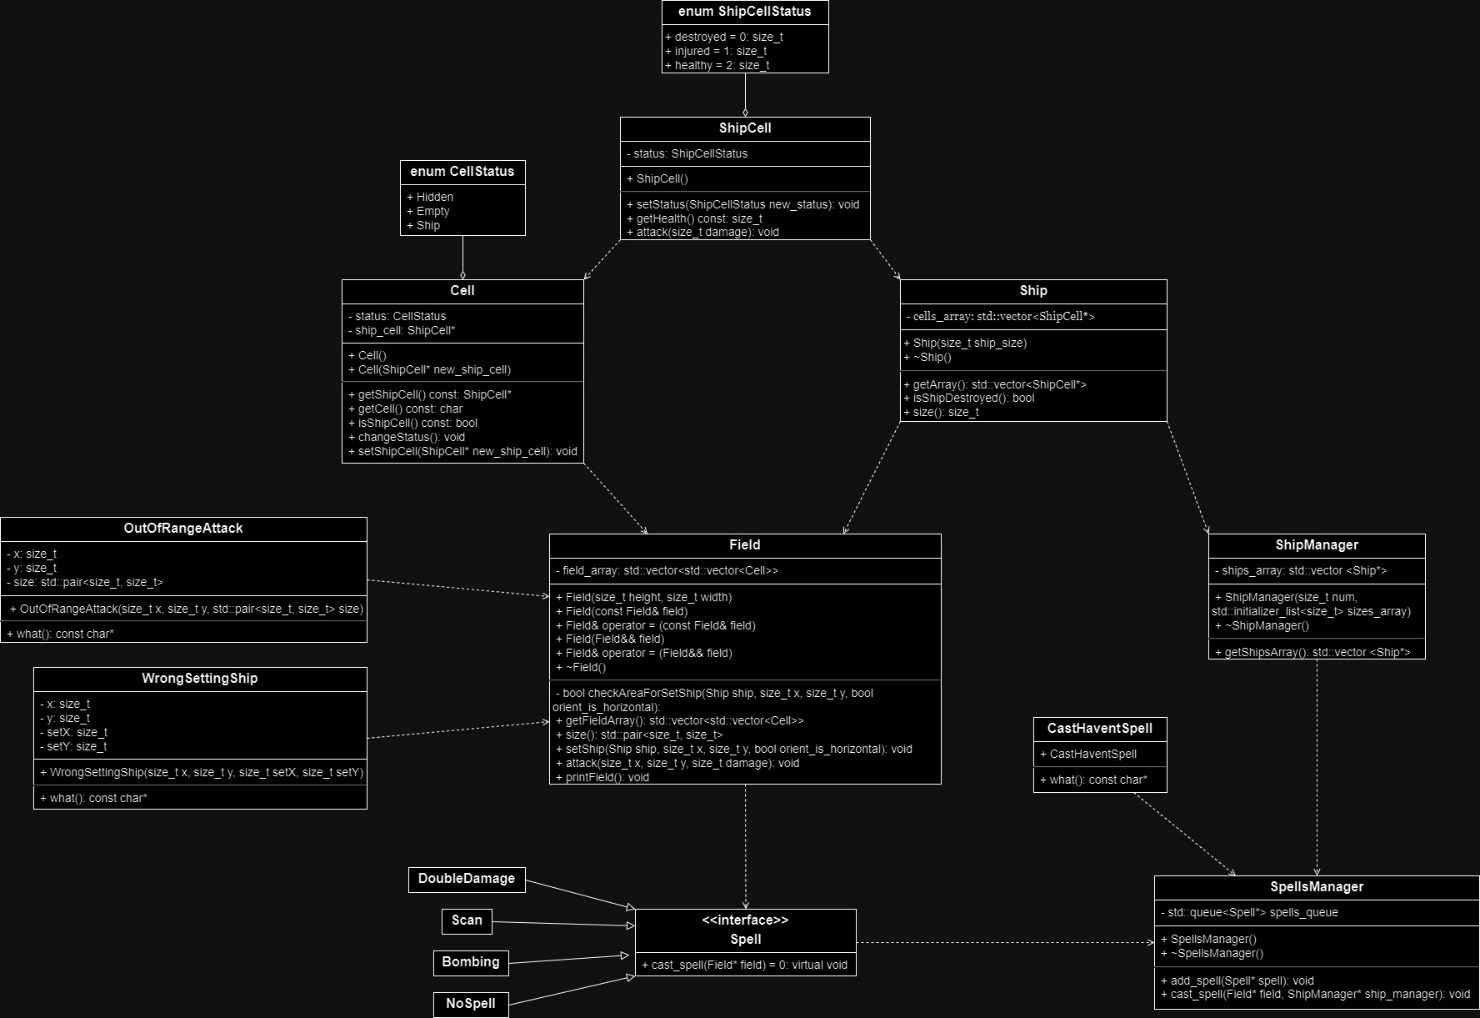 enum ShipCellStatus
+ destroyed = 0: size_t
+ injured = 1: size_t
+ healthy = 2: size_t
ShipCell
- status: ShipCellStatus
+ ShipCell()
+ setStatus(ShipCellStatus new_status): void
+ getHealth() const: size_t
+ attack(size_t damage): void
enum CellStatus
+ Hidden
+ Empty
+ Ship
Cell
- status: CellStatus
- ship_cell: ShipCell*
+ Cell()
+ Cell(ShipCell* new_ship_cell)
+ getShipCell() const: ShipCell*
+ getCell() const: char
+ isShipCell() const: bool
+ changeStatus(): void
+ setShipCell(ShipCell* new_ship_cell): void
Ship
- cells_array: std::vector<ShipCell*>
+ Ship(size_t ship_size)
+ ~Ship()
+ getArray(): std::vector<ShipCell*>
+ isShipDestroyed(): bool
+ size(): size_t
OutOfRangeAttack
- x: size_t
- y: size_t
- size: std::pair<size_t, size_t>
+ OutOfRangeAttack(size_t x, size_t y, std::pair<size_t, size_t> size)
+ what(): const char*
WrongSettingShip
- x: size_t
- y: size_t
- setX: size_t
- setY: size_t
+ WrongSettingShip(size_t x, size_t y, size_t setX, size_t setY)
+ what(): const char*
Field
- field_array: std::vector<std::vector<Cell>>
+ Field(size_t height, size_t width)
+ Field(const Field& field)
+ Field& operator = (const Field& field)
+ Field(Field&& field)
+ Field& operator = (Field&& field)
+ ~Field()
- bool checkAreaForSetShip(Ship ship, size_t x, size_t y, bool
orient_is_horizontal):
+ getFieldArray(): std::vector<std::vector<Cell>>
+ size(): std::pair<size_t, size_t>
+ setShip(Ship ship, size_t x, size_t y, bool orient_is_horizontal): void
+ attack(size_t x, size_t y, size_t damage): void
+ printField(): void
ShipManager
- ships_array: std::vector <Ship*>
+ ShipManager(size_t num,
std::initializer_list<size_t> sizes_array)
+ ~ShipManager()
+ getShipsArray(): std::vector <Ship*>
CastHaventSpell
+ CastHaventSpell
+ what(): const char*
DoubleDamage
Scan
Bombing
NoSpell
<<interface>>
Spell
+ cast_spell(Field* field) = 0: virtual void
SpellsManager
- std::queue<Spell*> spells_queue
+ SpellsManager()
+ ~SpellsManager()
+ add_spell(Spell* spell): void
+ cast_spell(Field* field, ShipManager* ship_manager): void